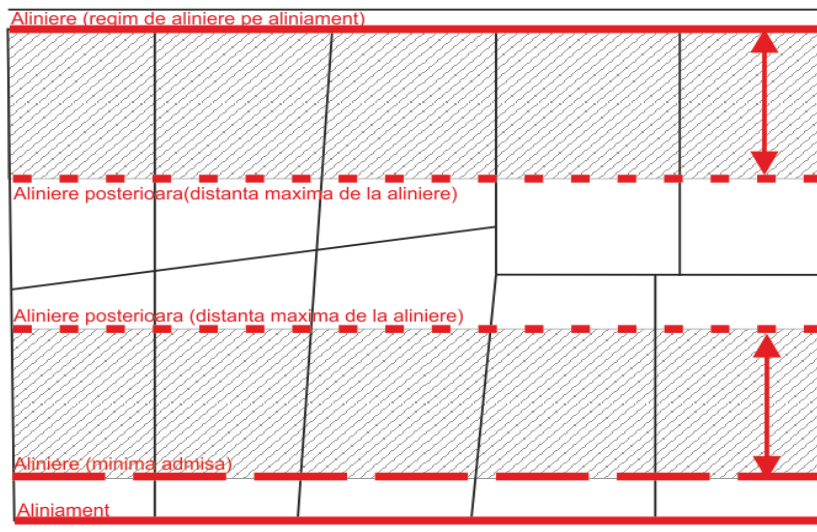 Aliniere (regim de aliniere pe aliniament)
Aliniere posterioara(distanta maxima de la aliniere)
Aliniere posterioara (distanta maxima de la aliniere)
Aliniere (minima admisa)
Aliniament